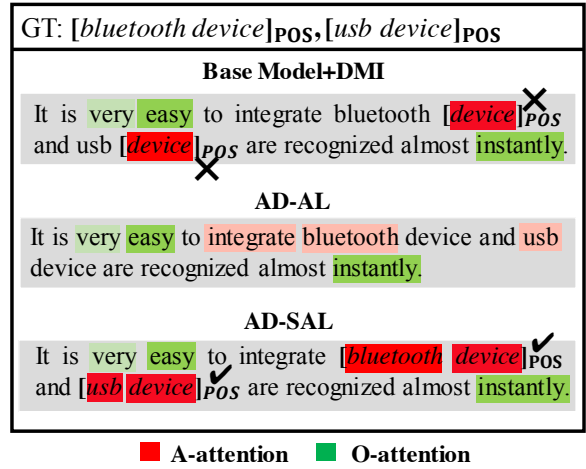 GT: [bluetooth device]POS, [usb device]POS
Base Model+DMI
It is very easy to integrate bluetooth [device]POS
and usb [device]POS are recognized almost instantly.
AD-AL
It is very easy to integrate bluetooth device and usb
device are recognized almost instantly.
AD-SAL
It is very easy to integrate [bluetooth device]POS
and [usb device]POS are recognized almost instantly.
A-attention O-attention